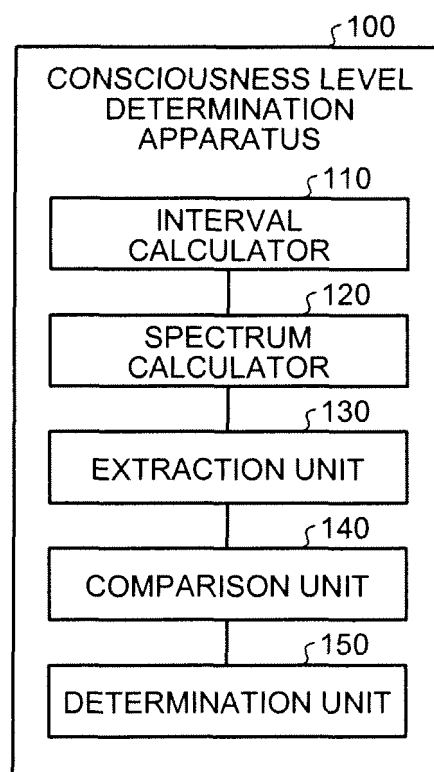 100
CONSCIOUSNESS LEVEL
DETERMINATION
APPARATUS
110
INTERVAL
CALCULATOR
120
SPECTRUM
CALCULATOR
130
EXTRACTION UNIT
140
COMPARISON UNIT
150
DETERMINATION UNIT